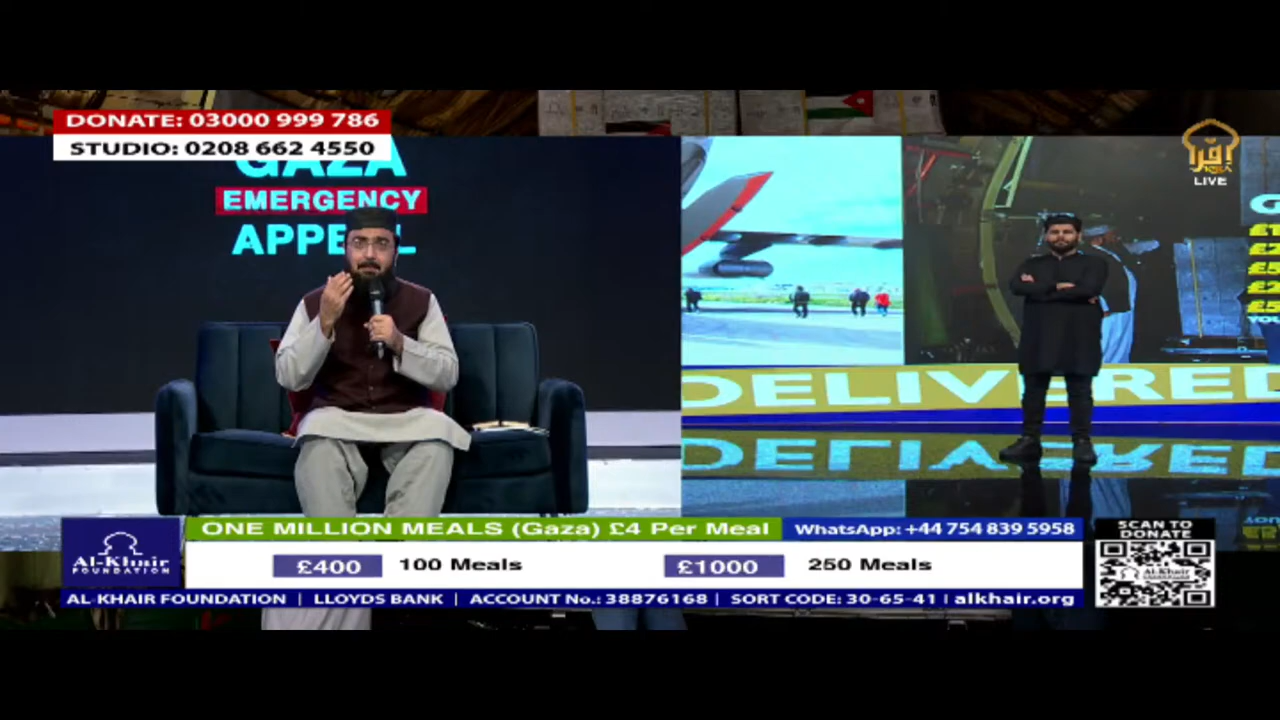 DONATE: 03000 999 786
STUDIO: 0208 662 4550
GAZA
EMERGENCY
اقرأ
LIVE
DELIVERED
ONE MILLION MEALS (Gaza) £4 Per Meal
WhatsApp: +44 754 839 5958
SCAN TO
DONATE
Al-Khair
FOUNDATION
£400 100 Meals £1000 250 Meals
AL KHAIR FOUNDATION | LLOYDS BANK | ACCOUNT No.: 38876168 | SORT CODE: 30-65-41 | alkhair.org